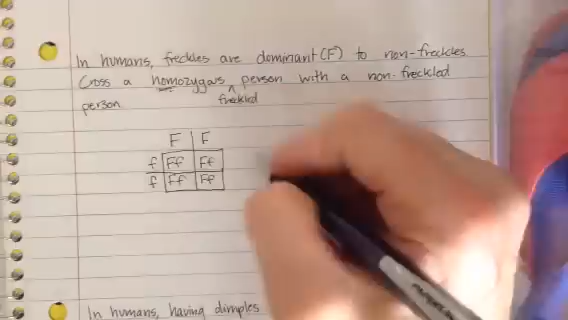 In humans, freckles are dominant (F) to non-freckles
Cross a homozygous person with a non-freckled
^
freckled
person
F F
f Ff Ff
f Ff Ff
In humans, having dimples